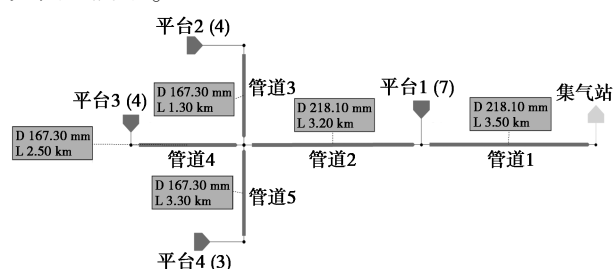 平台2 (4)
D 167.30 mm
L 1.30 km
管道3
平台3 (4)
D 218.10 mm
L 3.20 km
平台1 (7)
D 218.10 mm
L 3.50 km
集气站
D 167.30 mm
L 2.50 km
管道4
管道2
管道1
D 167.30 mm
L 3.30 km
管道5
平台4 (3)